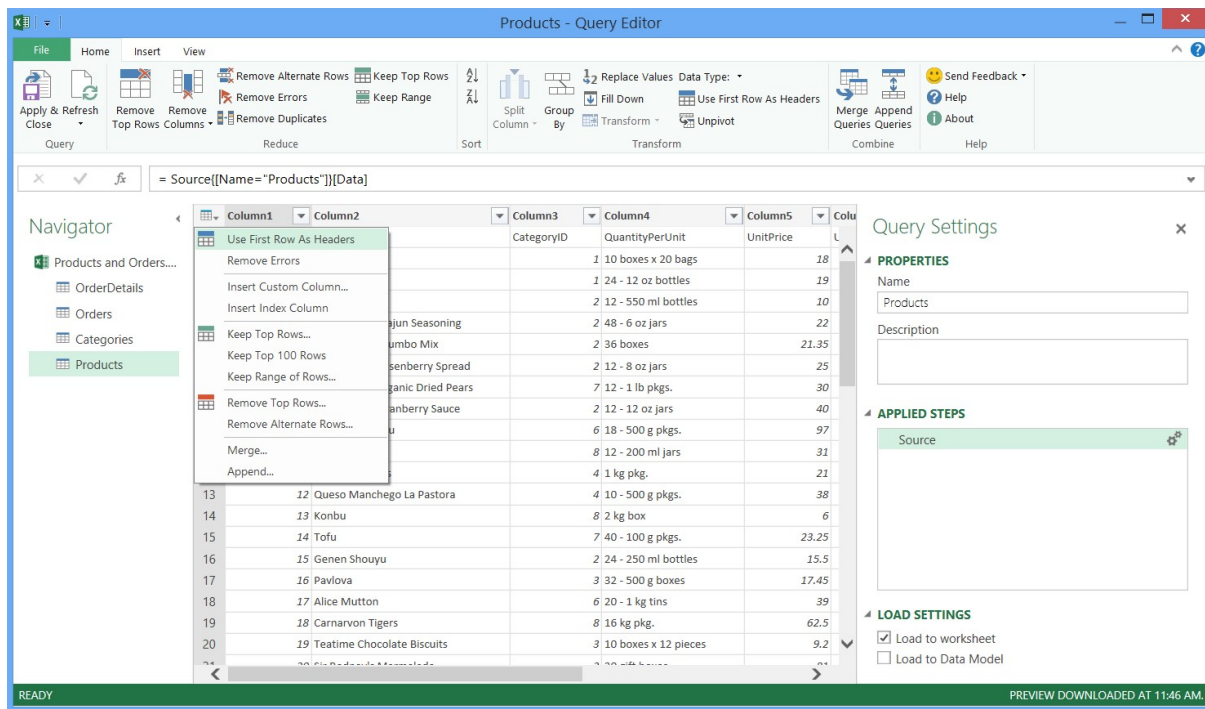 Products - Query Editor
File Home Insert View
Apply & Close
Refresh
Remove Top Rows
Remove Columns
Remove Alternate Rows
Remove Errors
Remove Duplicates
Keep Top Rows
Keep Range
Split Column
Group By
Replace Values
Fill Down
Transform
Data Type:
Use First Row As Headers
Unpivot
Merge Queries
Append Queries
Send Feedback
Help
About
Query Reduce Sort Transform Combine Help
fx = Source{[Name="Products"]}[Data]
Navigator
Products and Orders....
OrderDetails
Orders
Categories
Products
Column1 Column2 Column3 Column4 Column5 Colu
Use First Row As Headers
Remove Errors
Insert Custom Column...
Insert Index Column
Keep Top Rows...
Keep Top 100 Rows
Keep Range of Rows...
Remove Top Rows...
Remove Alternate Rows...
Merge...
Append...
CategoryID QuantityPerUnit UnitPrice U
1 10 boxes x 20 bags 18
1 24 - 12 oz bottles 19
2 12 - 550 ml bottles 10
ajun Seasoning 2 48 - 6 oz jars 22
umbo Mix 2 36 boxes 21.35
senberry Spread 2 12 - 8 oz jars 25
ganic Dried Pears 7 12 - 1 lb pkgs. 30
anberry Sauce 2 12 - 12 oz jars 40
u 6 18 - 500 g pkgs. 97
8 12 - 200 ml jars 31
s 4 1 kg pkg. 21
13 12 Queso Manchego La Pastora 4 10 - 500 g pkgs. 38
14 13 Konbu 8 2 kg box 6
15 14 Tofu 7 40 - 100 g pkgs. 23.25
16 15 Genen Shouyu 2 24 - 250 ml bottles 15.5
17 16 Pavlova 3 32 - 500 g boxes 17.45
18 17 Alice Mutton 6 20 - 1 kg tins 39
19 18 Carnarvon Tigers 8 16 kg pkg. 62.5
20 19 Teatime Chocolate Biscuits 3 10 boxes x 12 pieces 9.2
Query Settings
PROPERTIES
Name
Products
Description
APPLIED STEPS
Source
LOAD SETTINGS
Load to worksheet
Load to Data Model
READY
PREVIEW DOWNLOADED AT 11:46 AM.